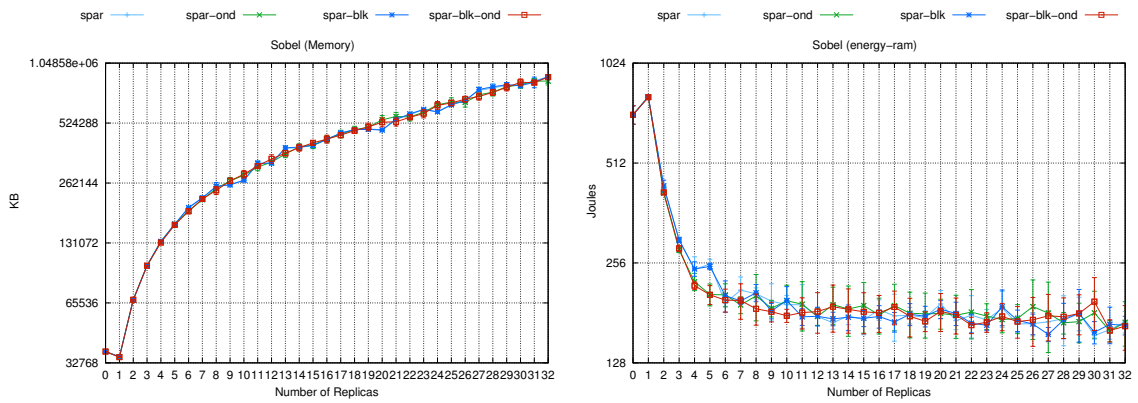 spar spar-ond spar-blk spar-blk-ond
Sobel (Memory)
1.04858e+06
524288
262144
131072
65536
32768
KB
0 1 2 3 4 5 6 7 8 9 10 11 12 13 14 15 16 17 18 19 20 21 22 23 24 25 26 27 28 29 30 31 32
Number of Replicas
spar spar-ond spar-blk spar-blk-ond
Sobel (energy-ram)
1024
512
256
128
Joules
0 1 2 3 4 5 6 7 8 9 10 11 12 13 14 15 16 17 18 19 20 21 22 23 24 25 26 27 28 29 30 31 32
Number of Replicas